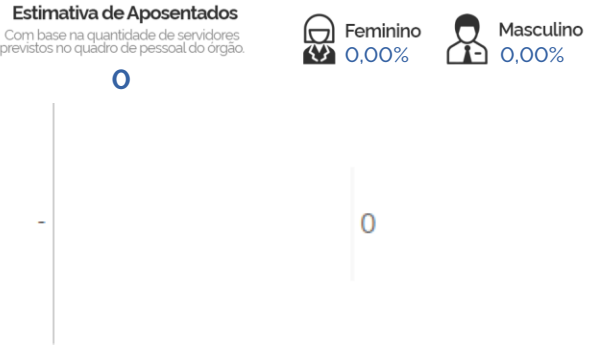 Estimativa de Aposentados
Com base na quantidade de servidores
previstos no quadro de pessoal do órgão.
0
Feminino
0,00%
Masculino
0,00%
-
0